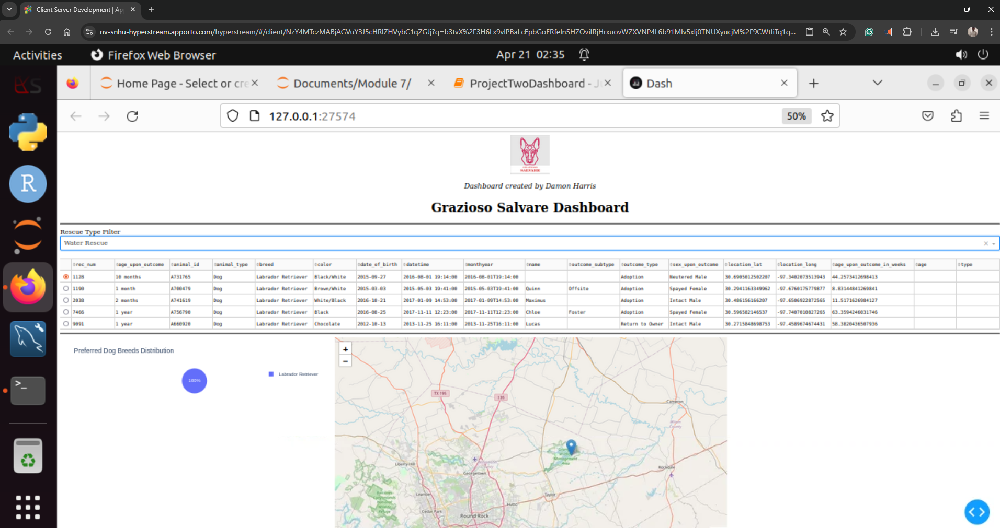 Client Server Development | Ap
nv-snhu-hyperstream.apporto.com/hyperstream/#/client/
Activities Firefox Web Browser Apr 21 02:35
Home Page - Select or cre Documents/Module 7/ ProjectTwoDashboard - Dash
127.0.0.1:27574 50%
SALVARE
Dashboard created by Damon Harris
Grazioso Salvare Dashboard
Rescue Type Filter
Water Rescue
rec_num age_upon_outcome animal_id animal_type breed color date_of_birth datetime monthyear name outcome_subtype outcome_type sex_upon_outcome location_lat location_long age_upon_outcome_in_weeks age type
1128 10 months A731765 Dog Labrador Retriever Black/White 2015-09-27 2016-08-01 19:14:00 2016-08-01T19:14:00 Adoption Neutered Male 30.6905012502207 -97.3402073513943 44.2573412698413
1190 1 month A700479 Dog Labrador Retriever Brown/White 2015-03-03 2015-05-03 19:41:00 2015-05-03T19:41:00 Quinn Offsite Adoption Spayed Female 30.2941163349962 -97.6760175779877 8.83144841269841
2038 2 months A741619 Dog Labrador Retriever White/Black 2016-10-21 2017-01-09 14:53:00 2017-01-09T14:53:00 Maximus Adoption Intact Male 30.486156166207 -97.6506922872565 11.5171626984127
7466 1 year A756790 Dog Labrador Retriever Black 2016-08-25 2017-11-11 12:23:00 2017-11-11T12:23:00 Chloe Foster Adoption Spayed Female 30.596582146537 -97.7407010827265 63.3594246031746
9091 1 year A660920 Dog Labrador Retriever Chocolate 2012-10-13 2013-11-25 16:11:00 2013-11-25T16:11:00 Lucas Return to Owner Intact Male 30.2715848698753 -97.4589674674431 58.3820436507936
Preferred Dog Breeds Distribution
100%
Labrador Retriever
+
−
TX 195
I 35
Cameron
Milam
County
Management
Area
Liberty Hill
Georgetown
Rockdale
Leander
Taylor
Hutto
Cedar Park
Round Rock
Balcones
Canyonlands
National
Wildlife
Refuge